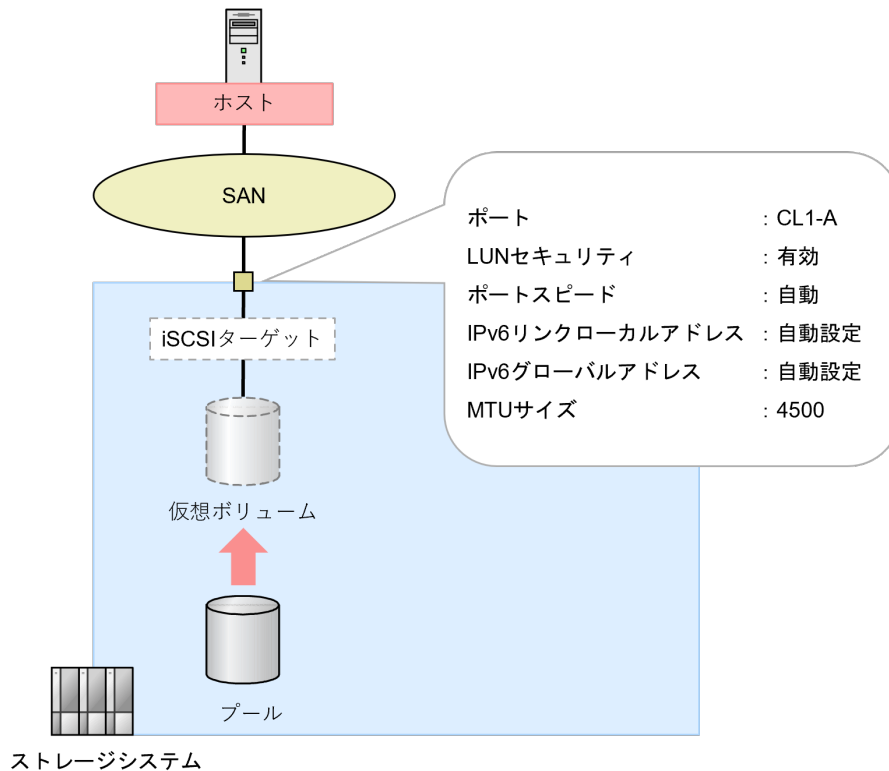 ホスト
SAN
ポート : CL1-A
LUNセキュリティ : 有効
ポートスピード : 自動
IPv6リンクローカルアドレス : 自動設定
IPv6グローバルアドレス : 自動設定
MTUサイズ : 4500
iSCSIターゲット
仮想ボリューム
プール
ストレージシステム